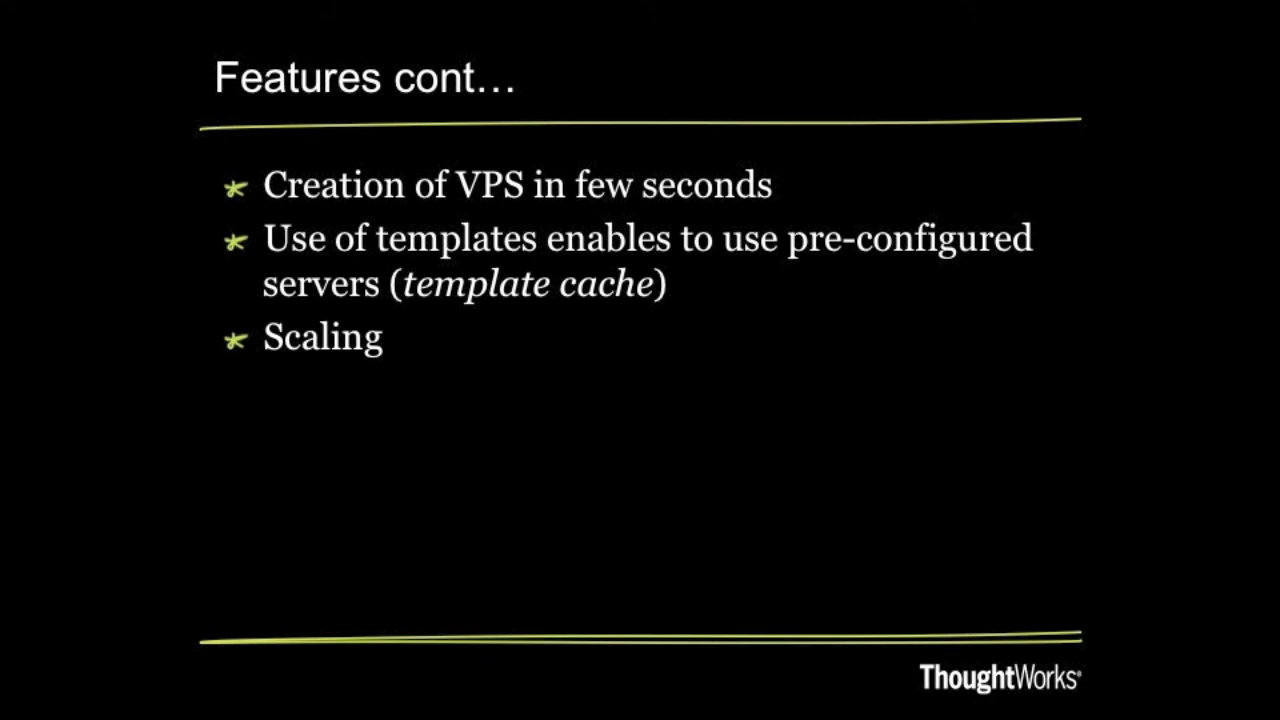 Features cont…
Creation of VPS in few seconds
Use of templates enables to use pre-configured
servers (template cache)
Scaling
ThoughtWorks®